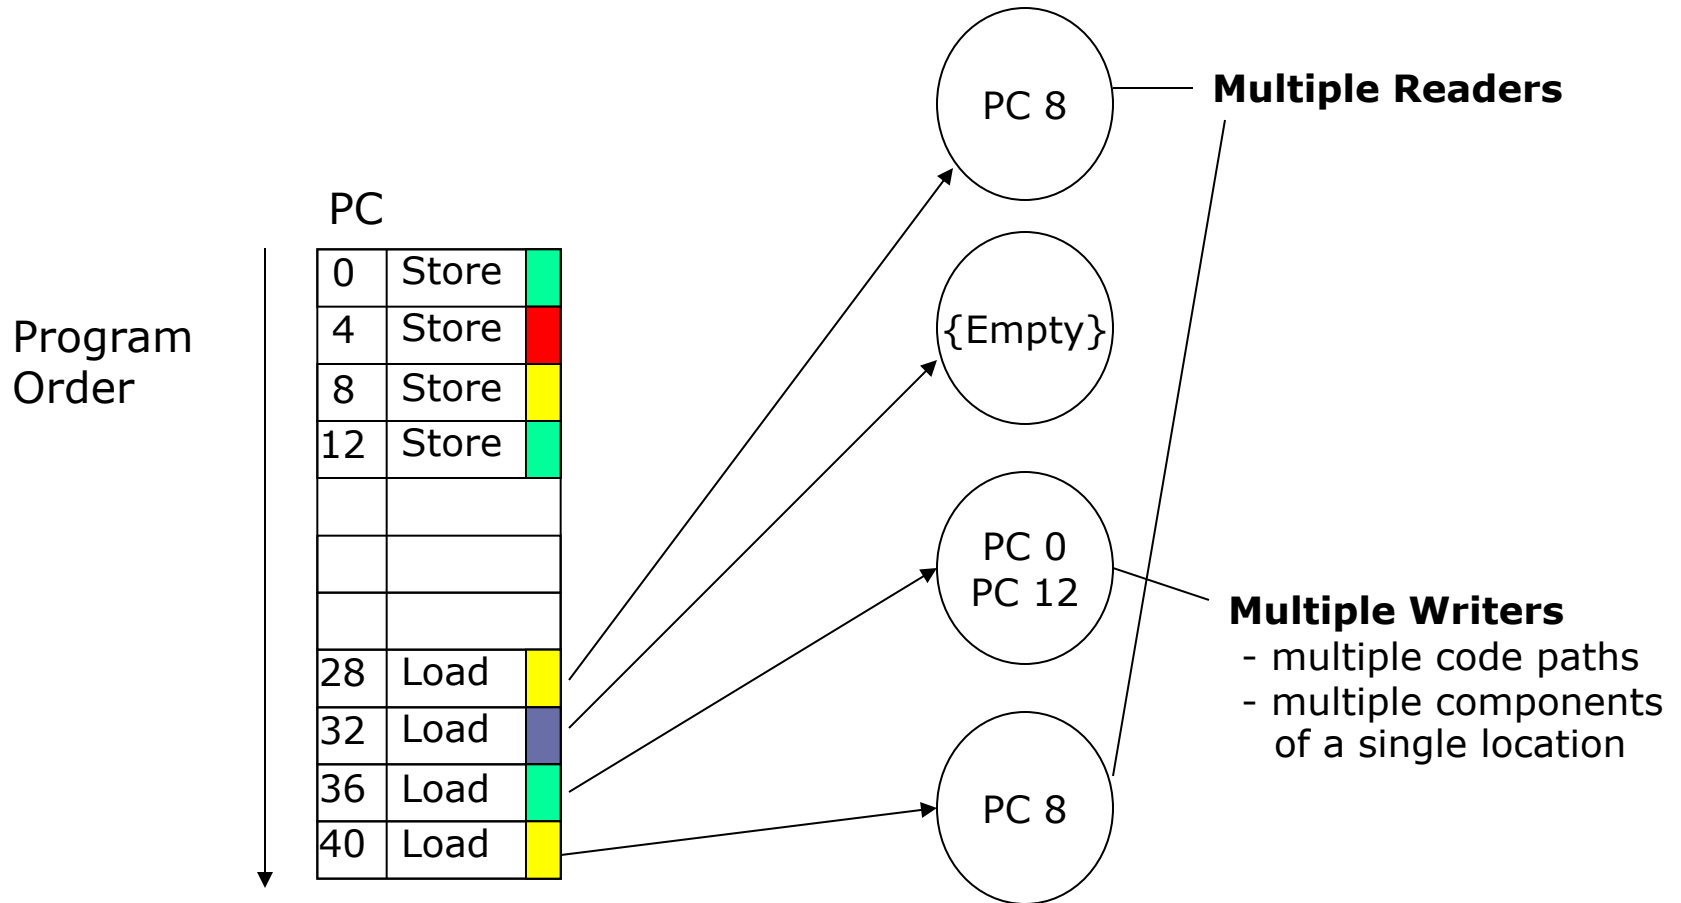 Program
Order
PC
0 Store
4 Store
8 Store
12 Store
28 Load
32 Load
36 Load
40 Load
PC 8
{Empty}
PC 0
PC 12
PC 8
Multiple Readers
Multiple Writers
- multiple code paths
- multiple components
of a single location